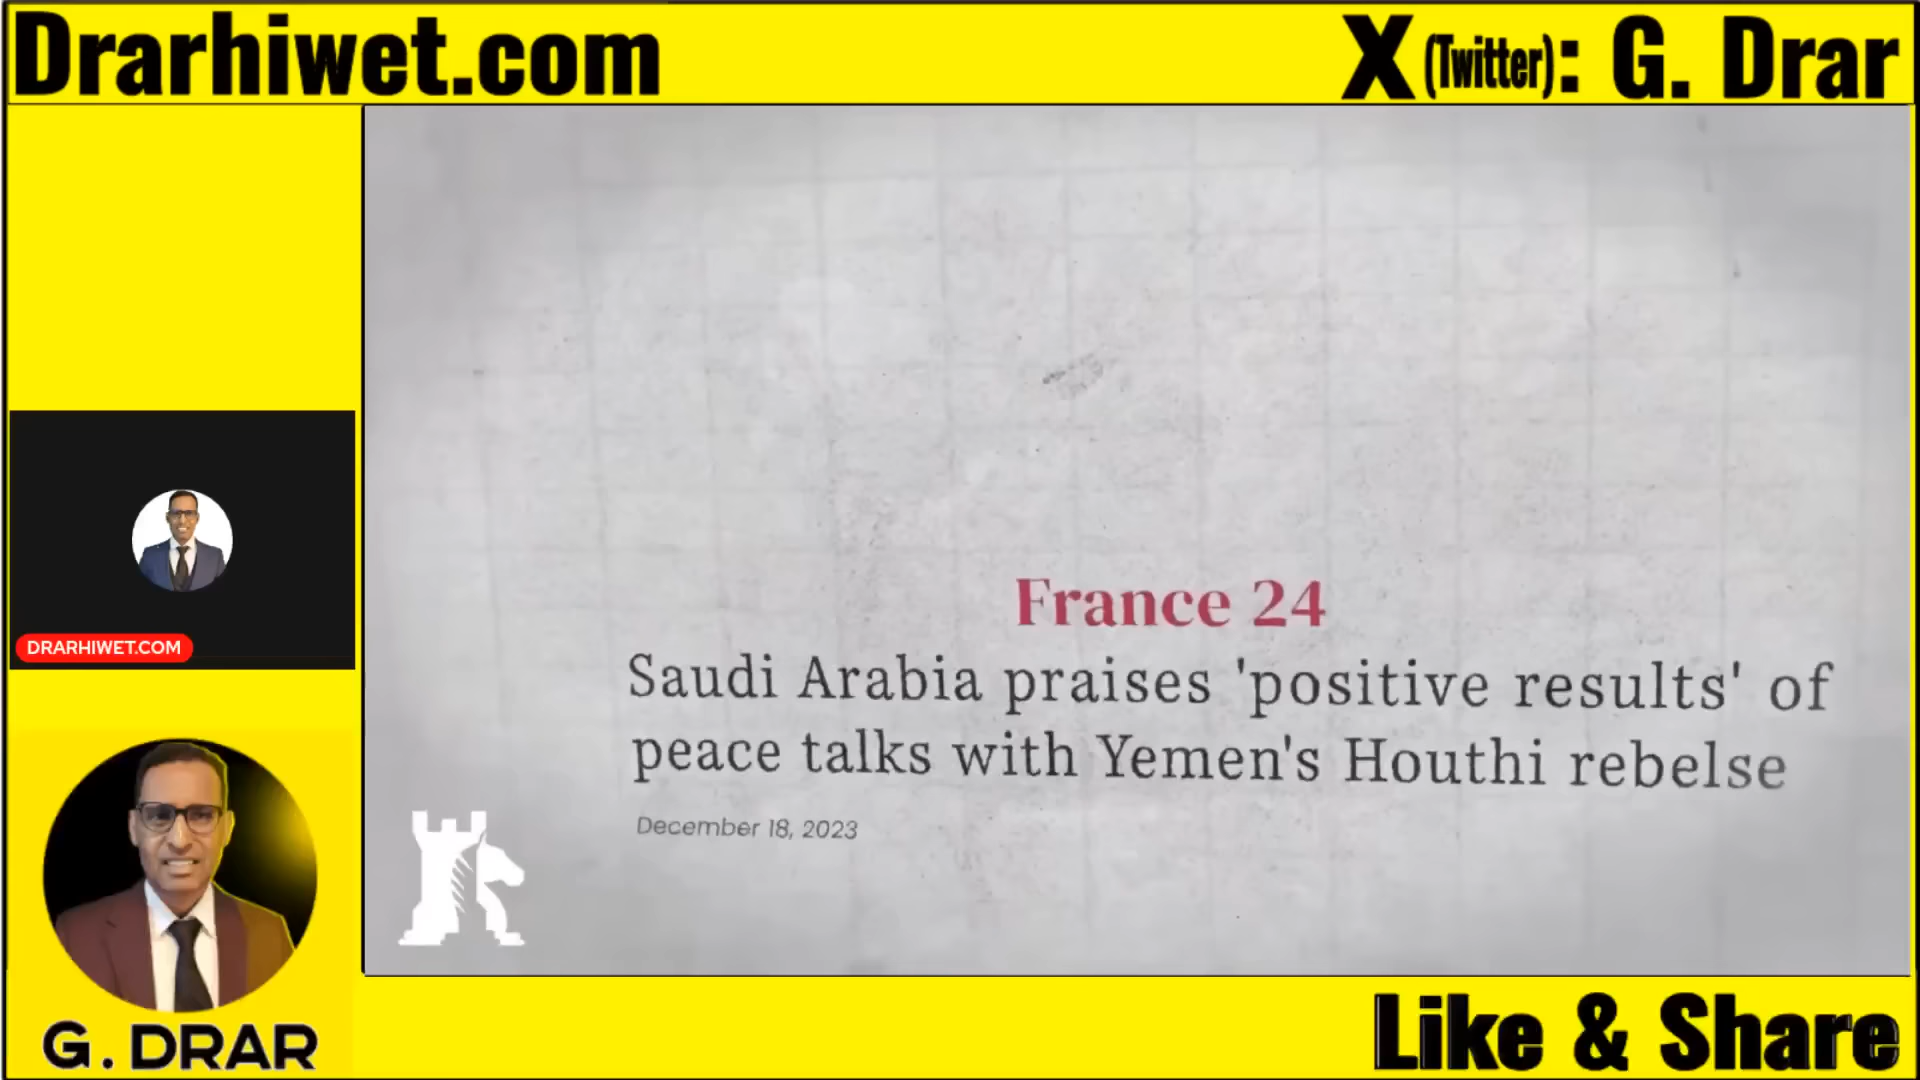 Drarhiwet.com
X (Twitter): G. Drar
France 24
Saudi Arabia praises 'positive results' of
peace talks with Yemen's Houthi rebelse
December 18, 2023
DRARHIWET.COM
G. DRAR
Like & Share